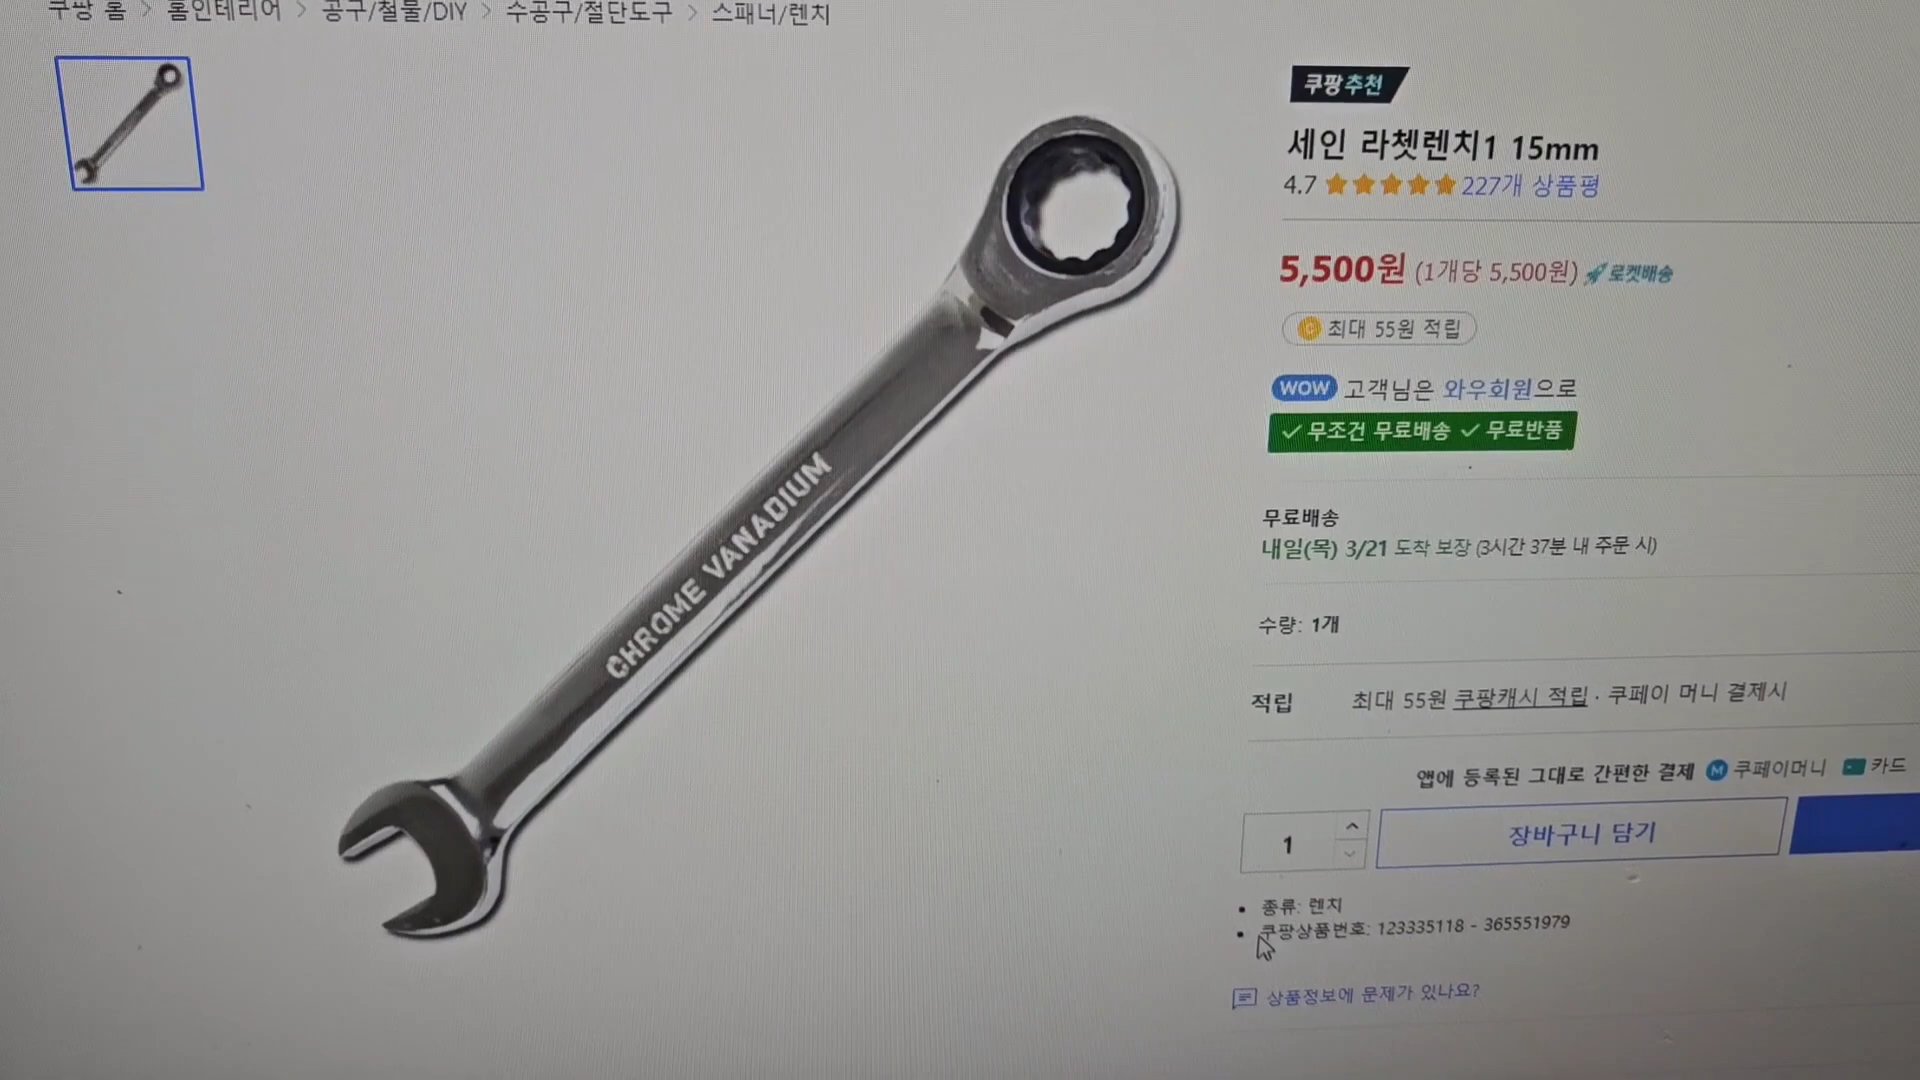 쿠팡 홈 > 홈인테리어 > 공구/철물/DIY > 수공구/절단도구 > 스패너/렌치
쿠팡추천
세인 라쳇렌치1 15mm
4.7 ★★★★★ 227개 상품평
5,500원 (1개당 5,500원) 로켓배송
최대 55원 적립
WOW 고객님은 와우회원으로
✓ 무조건 무료배송 ✓ 무료반품
무료배송
내일(목) 3/21 도착 보장 (3시간 37분 내 주문 시)
수량: 1개
적립 최대 55원 쿠팡캐시 적립 · 쿠페이 머니 결제시
앱에 등록된 그대로 간편한 결제 M 쿠페이머니 카드
1 장바구니 담기
• 종류: 렌치
• 쿠팡상품번호: 123335118 - 365551979
상품정보에 문제가 있나요?
CHROME VANADIUM